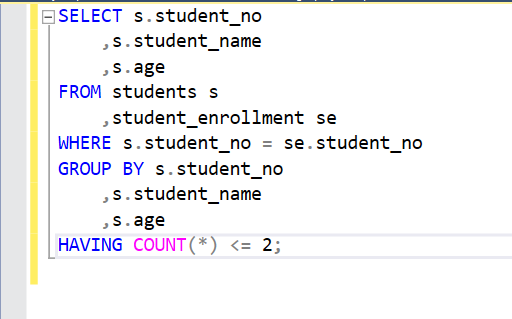 SELECT s.student_no
,s.student_name
,s.age
FROM students s
,student_enrollment se
WHERE s.student_no = se.student_no
GROUP BY s.student_no
,s.student_name
,s.age
HAVING COUNT(*) <= 2;